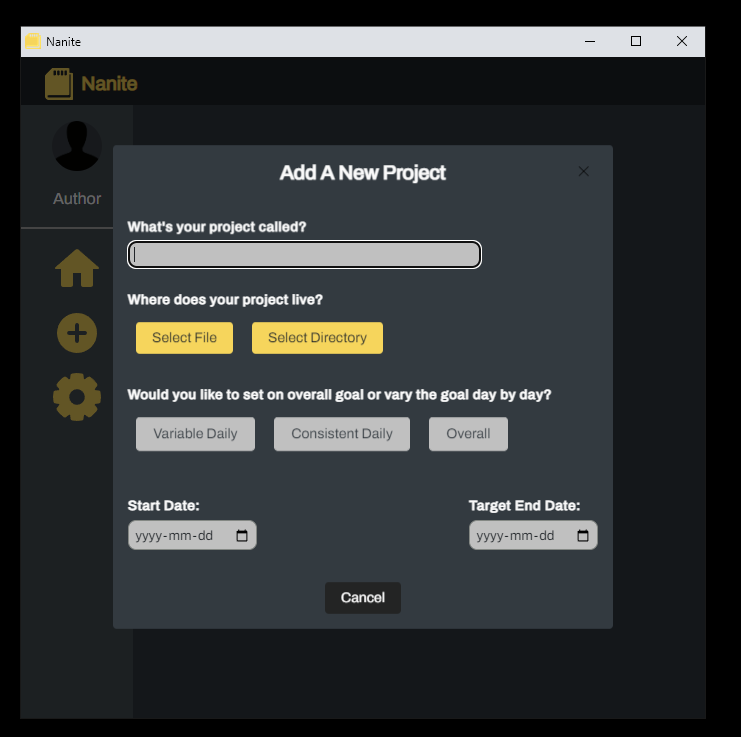 Nanite
Nanite
Author
Add A New Project
What's your project called?
Where does your project live?
Select File
Select Directory
Would you like to set on overall goal or vary the goal day by day?
Variable Daily
Consistent Daily
Overall
Start Date:
Target End Date:
yyyy-mm-dd
yyyy-mm-dd
Cancel